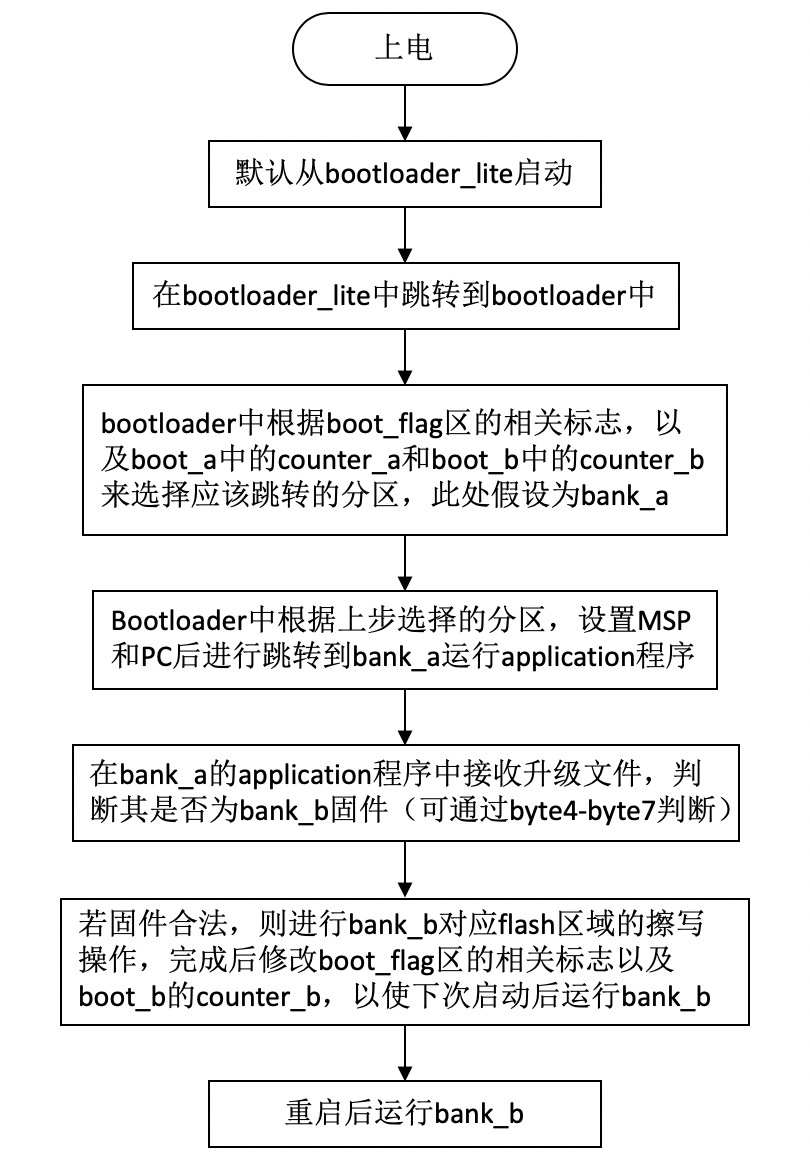 上电
默认从bootloader_lite启动
在bootloader_lite中跳转到bootloader中
bootloader中根据boot_flag区的相关标志，以
及boot_a中的counter_a和boot_b中的counter_b
来选择应该跳转的分区，此处假设为bank_a
Bootloader中根据上步选择的分区，设置MSP
和PC后进行跳转到bank_a运行application程序
在bank_a的application程序中接收升级文件，判
断其是否为bank_b固件（可通过byte4-byte7判断）
若固件合法，则进行bank_b对应flash区域的擦写
操作，完成后修改boot_flag区的相关标志以及
boot_b的counter_b，以使下次启动后运行bank_b
重启后运行bank_b